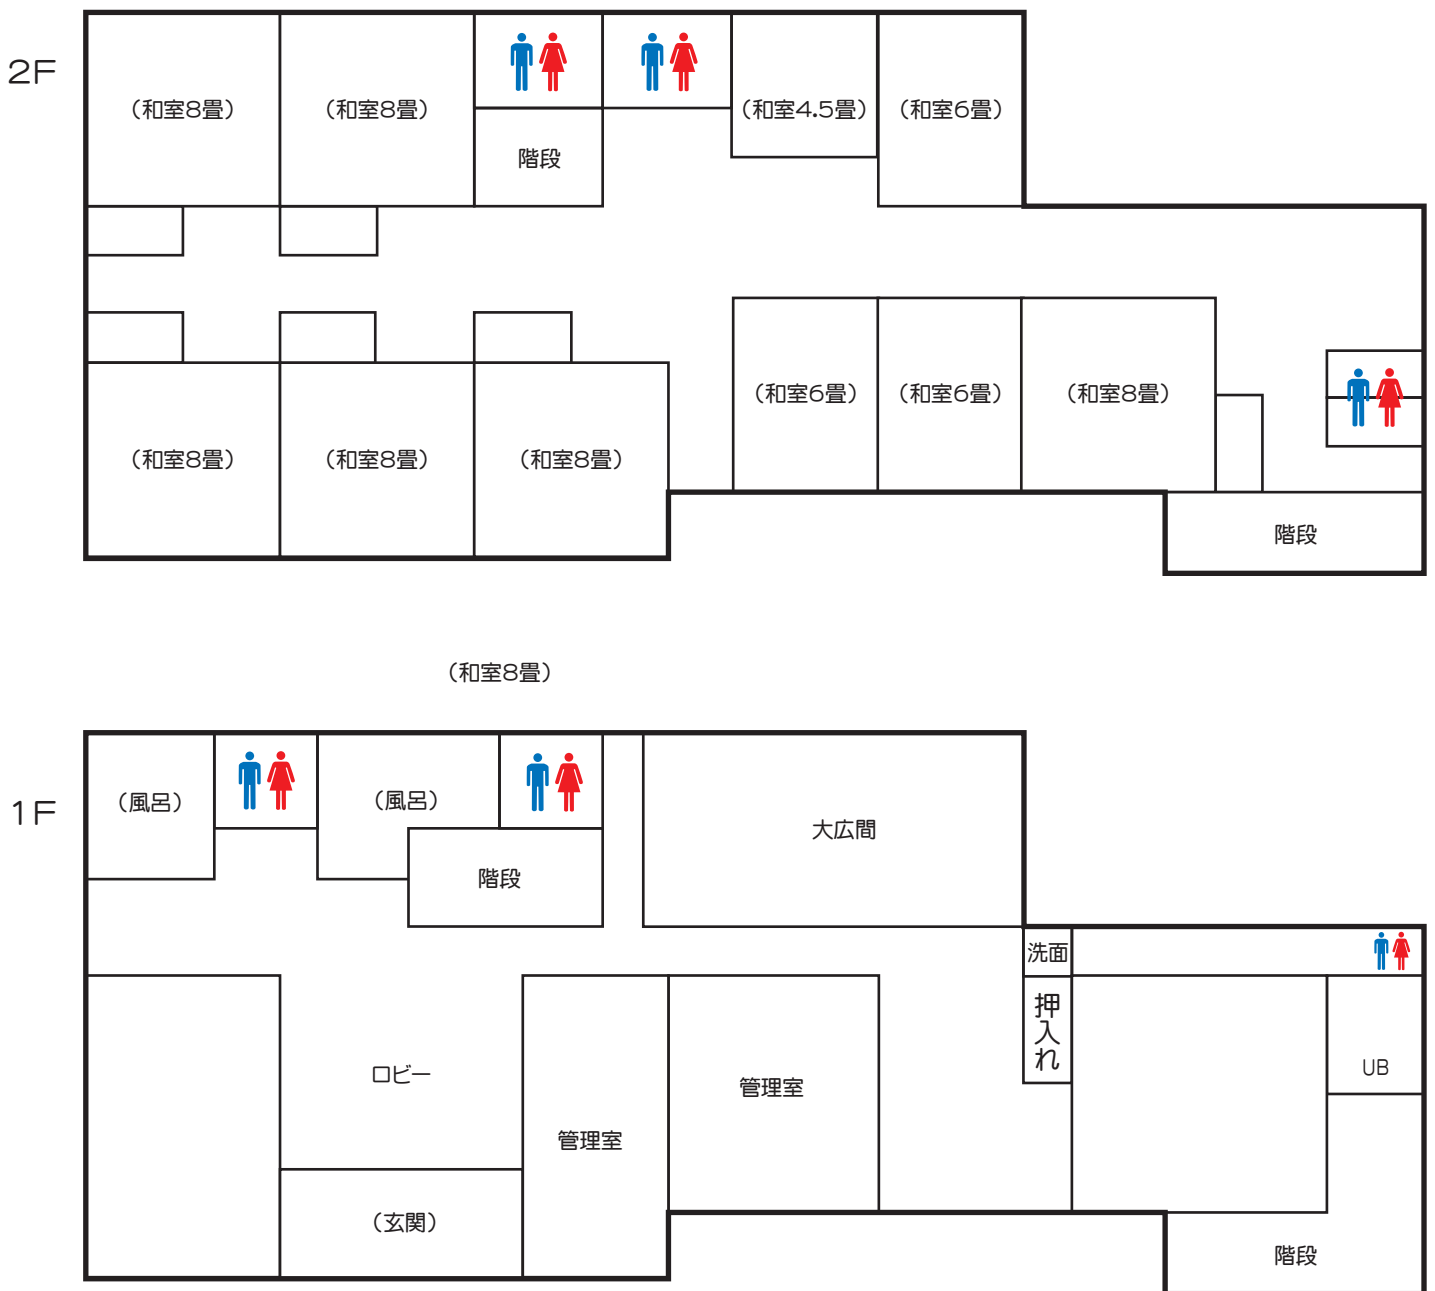 2F
（和室8畳）
（和室8畳）
（和室4.5畳）
（和室6畳）
階段
（和室6畳）
（和室6畳）
（和室8畳）
（和室8畳）
（和室8畳）
（和室8畳）
階段
（和室8畳）
1F
（風呂）
（風呂）
大広間
階段
洗面
押入れ
ロビー
管理室
管理室
UB
（玄関）
階段